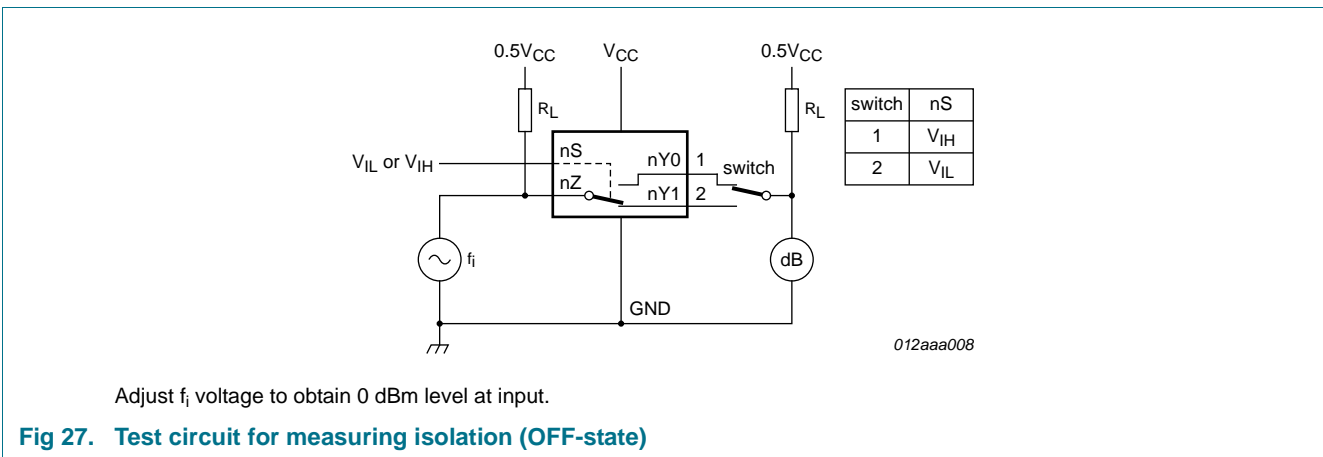 0.5VCC VCC 0.5VCC
RL RL
switch nS
1 VIH
2 VIL
VIL or VIH nS nY0 1 switch
nZ nY1 2
fi dB
GND
012aaa008
Adjust fi voltage to obtain 0 dBm level at input.
Fig 27. Test circuit for measuring isolation (OFF-state)